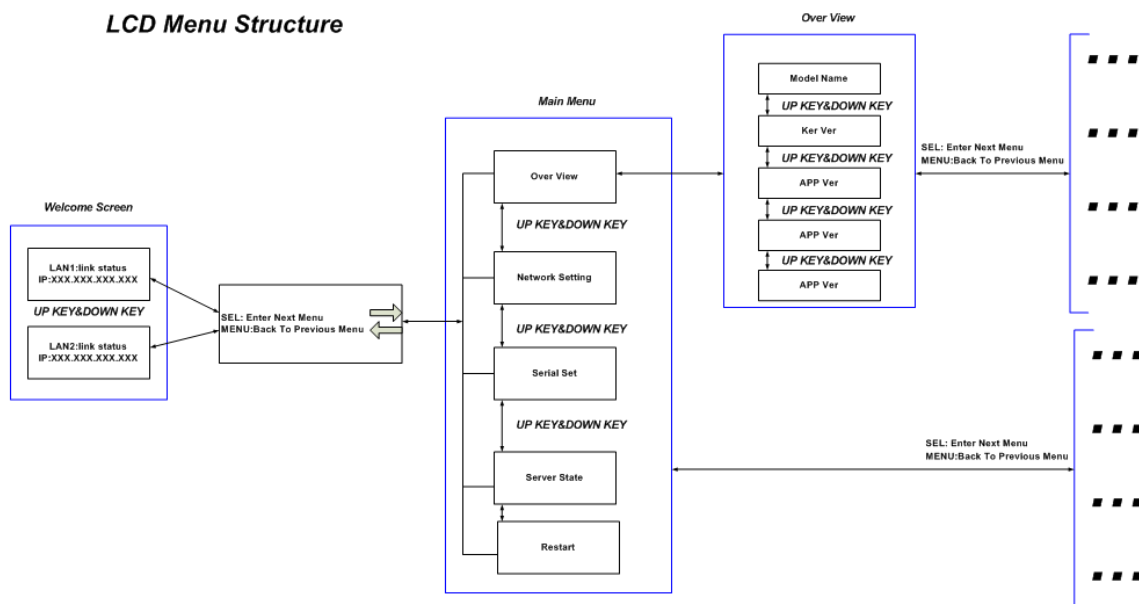 LCD Menu Structure
Welcome Screen
LAN1:link status
IP:XXX.XXX.XXX.XXX
UP KEY&DOWN KEY
LAN2:link status
IP:XXX.XXX.XXX.XXX
SEL: Enter Next Menu
MENU:Back To Previous Menu
Main Menu
Over View
UP KEY&DOWN KEY
Network Setting
UP KEY&DOWN KEY
Serial Set
UP KEY&DOWN KEY
Server State
Restart
Over View
Model Name
UP KEY&DOWN KEY
Ker Ver
UP KEY&DOWN KEY
APP Ver
UP KEY&DOWN KEY
APP Ver
UP KEY&DOWN KEY
APP Ver
SEL: Enter Next Menu
MENU:Back To Previous Menu
SEL: Enter Next Menu
MENU:Back To Previous Menu